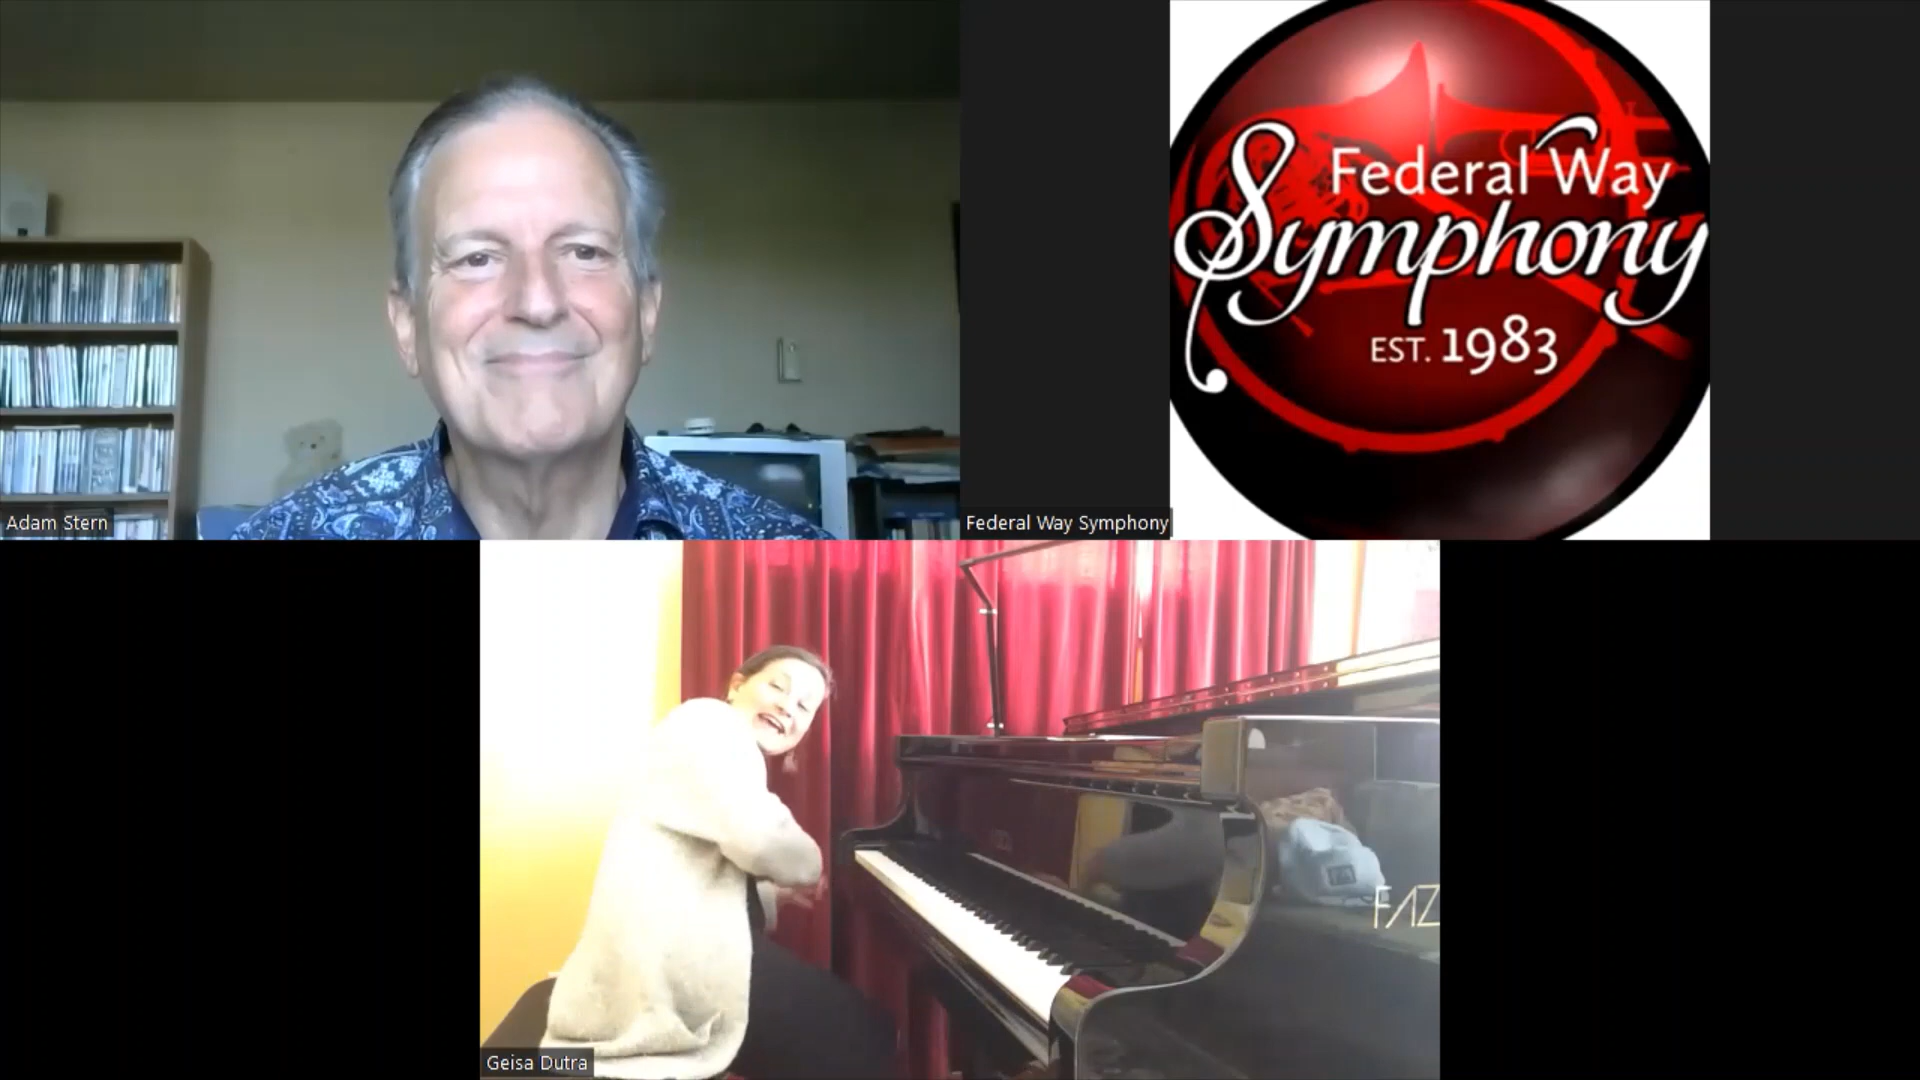 Federal Way
Symphony
EST. 1983
Adam Stern
Federal Way Symphony
FAZ
Geisa Dutra